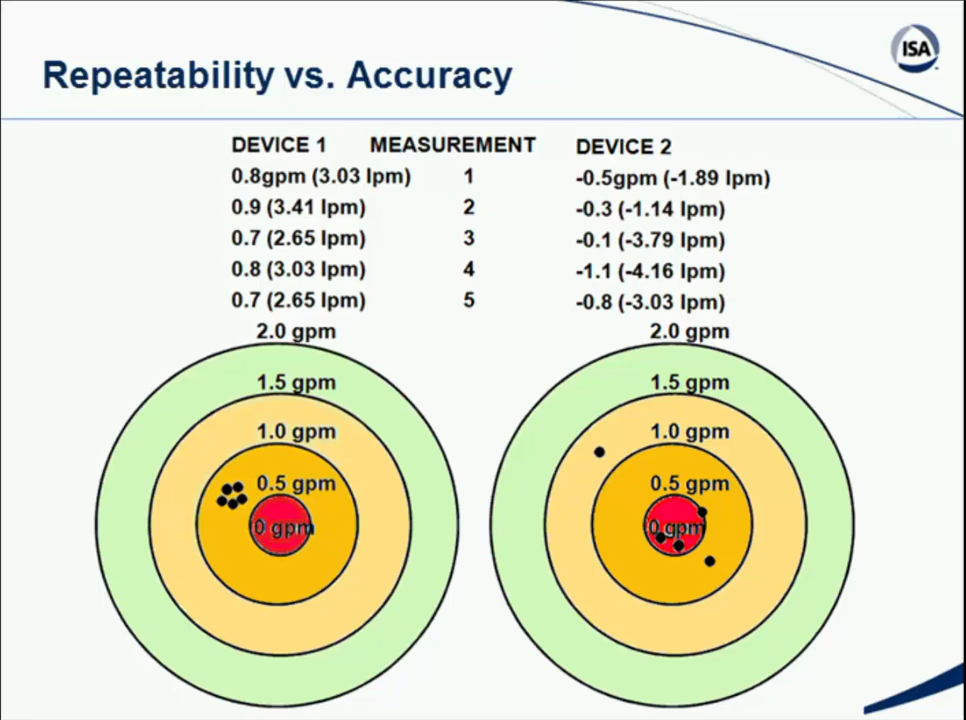 ISA
Repeatability vs. Accuracy
DEVICE 1 MEASUREMENT DEVICE 2
0.8gpm (3.03 lpm) 1 -0.5gpm (-1.89 lpm)
0.9 (3.41 lpm) 2 -0.3 (-1.14 lpm)
0.7 (2.65 lpm) 3 -0.1 (-3.79 lpm)
0.8 (3.03 lpm) 4 -1.1 (-4.16 lpm)
0.7 (2.65 lpm) 5 -0.8 (-3.03 lpm)
2.0 gpm 2.0 gpm
1.5 gpm 1.5 gpm
1.0 gpm 1.0 gpm
0.5 gpm 0.5 gpm
0 gpm 0 gpm